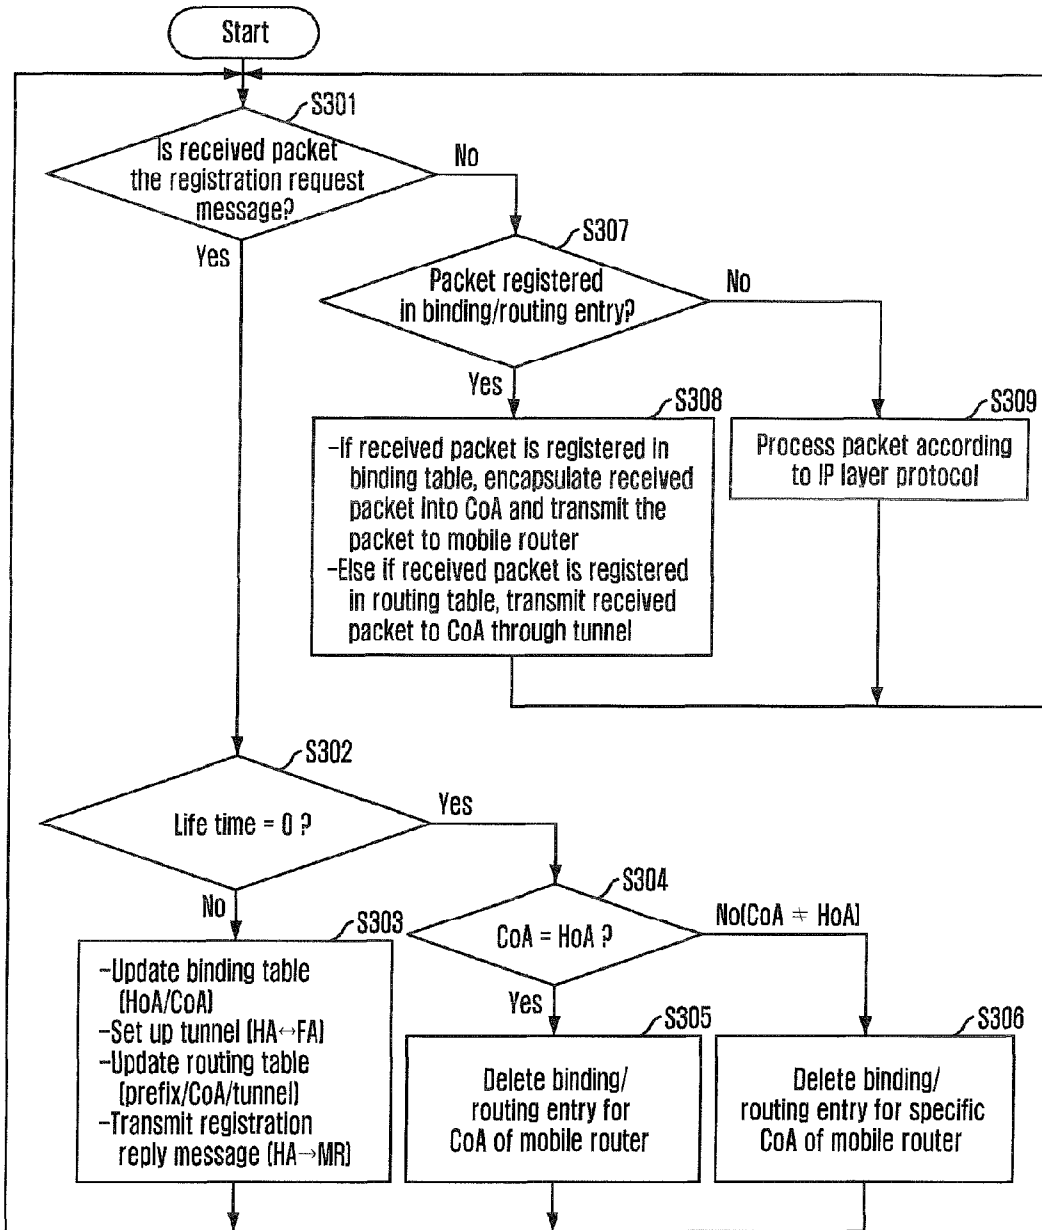 Start
S301
Is received packet
the registration request
message?
No
Yes
S307
Packet registered
in binding/routing entry?
No
Yes
S308
-If received packet is registered in
binding table, encapsulate received
packet into CoA and transmit the
packet to mobile router
-Else if received packet is registered
in routing table, transmit received
packet to CoA through tunnel
S309
Process packet according
to IP layer protocol
S302
Life time = 0 ?
Yes
No
S304
CoA = HoA ?
No(CoA ≠ HoA)
Yes
S303
-Update binding table
(HoA/CoA)
-Set up tunnel (HA↔FA)
-Update routing table
(prefix/CoA/tunnel)
-Transmit registration
reply message (HA→MR)
S305
Delete binding/
routing entry for
CoA of mobile router
S306
Delete binding/
routing entry for specific
CoA of mobile router